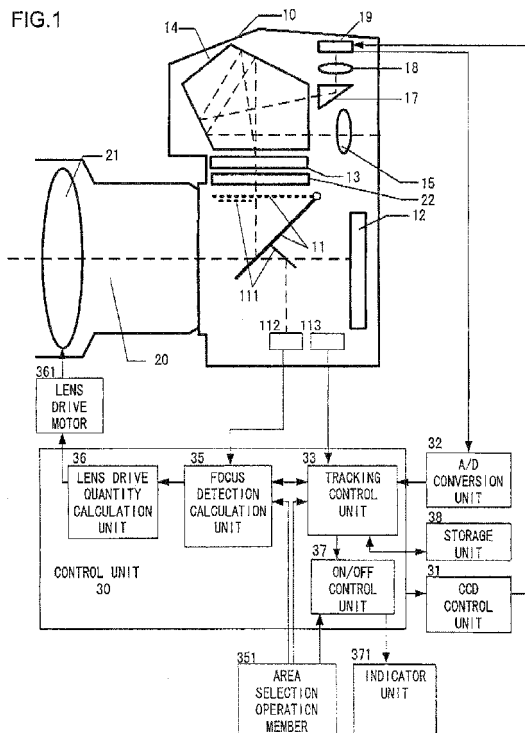 FIG.1
14
10
19
18
17
21
15
13
22
12
11
111
20
112
113
361
LENS
DRIVE
MOTOR
36
LENS DRIVE
QUANTITY
CALCULATION
UNIT
35
FOCUS
DETECTION
CALCULATION
UNIT
33
TRACKING
CONTROL
UNIT
32
A/D
CONVERSION
UNIT
38
STORAGE
UNIT
37
ON/OFF
CONTROL
UNIT
31
CCD
CONTROL
UNIT
CONTROL UNIT
30
351
AREA
SELECTION
OPERATION
MEMBER
371
INDICATOR
UNIT